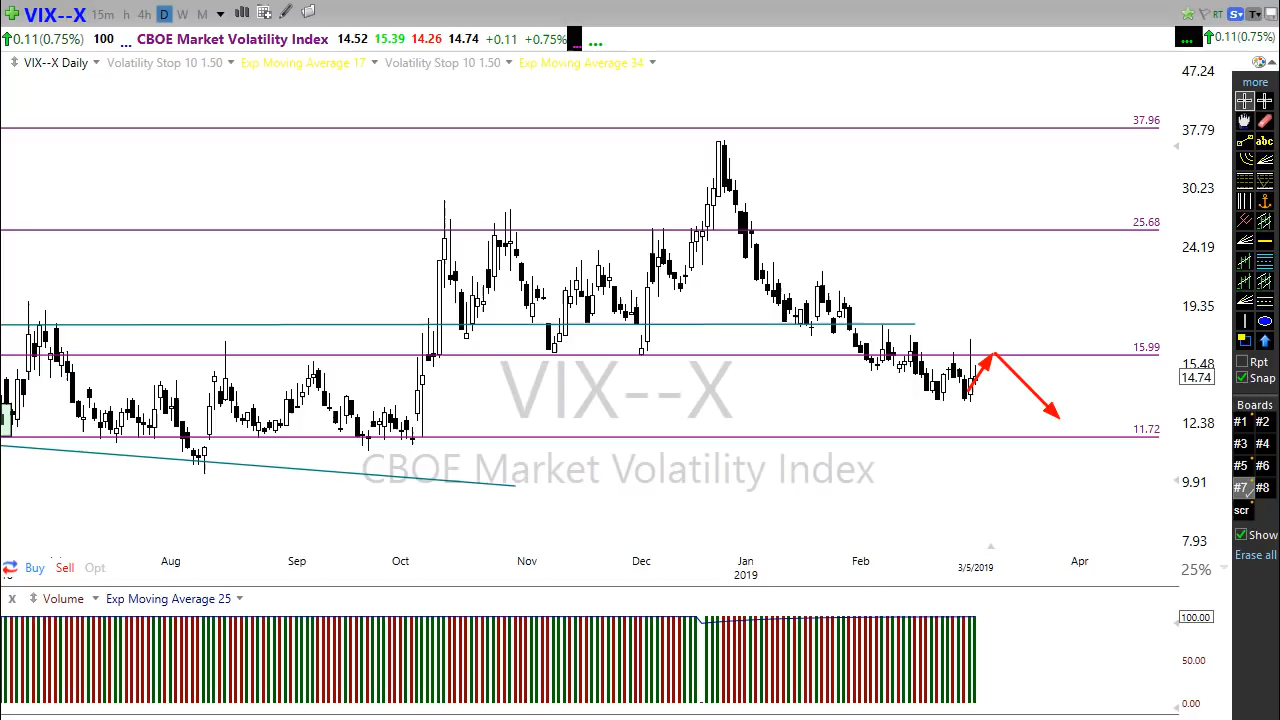 VIX--X 15m h 4h D W M RT S T
0.11(0.75%) 100 ... CBOE Market Volatility Index 14.52 15.39 14.26 14.74 +0.11 +0.75% ... ... ... 0.11(0.75%)
VIX--X Daily Volatility Stop 10 1.50 Exp Moving Average 17 Volatility Stop 10 1.50 Exp Moving Average 34
47.24
more
37.96
37.79
abc
30.23
25.68
24.19
19.35
15.99
15.48
Rpt
14.74
Snap
VIX--X
Boards
12.38
#1 #2
11.72
#3 #4
CBOE Market Volatility Index
#5 #6
9.91
#7 #8
scr
Show
7.93
Erase all
Aug Sep Oct Nov Dec Jan Feb 3/5/2019 Apr
2019
Buy Sell Opt 25%
X Volume Exp Moving Average 25
100.00
50.00
0.00